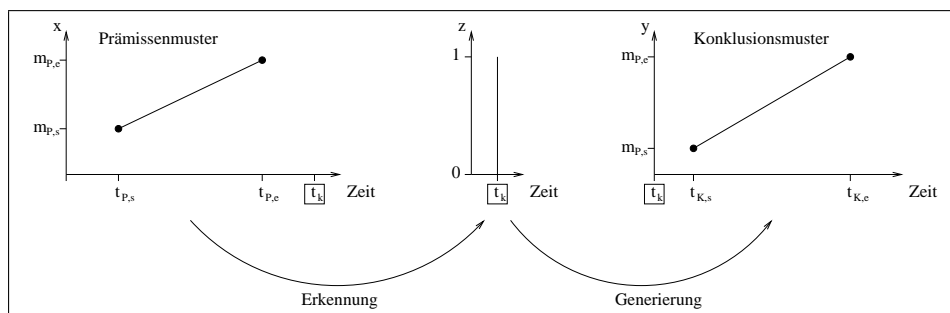 x
Prämissenmuster
m_P,e
m_P,s
t_P,s
t_P,e
t_k
Zeit
z
1
0
t_k
Zeit
y
Konklusionsmuster
m_P,e
m_P,s
t_k
t_K,s
t_K,e
Zeit
Erkennung
Generierung